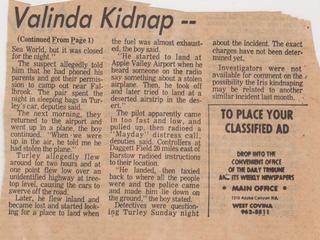 Valinda Kidnap --
(Continued From Page 1)
Sea World, but it was closed
for the night."
The suspect allegedly told
him that he had phoned his
parents and got their permis-
sion to camp out near Fal-
brook. The pair spent the
night in sleeping bags in Tur-
ley's car, deputies said.
The next morning, they
returned to the airport and
went up in a plane, the boy
continued. "When we were
up in the air, he told me he
had stolen the plane."
Turley allegedly flew
around for two hours and at
one point flew low over an
unidentified highway at tree-
top level, causing the cars to
swerve off the road.
Later, he flew inland and
became lost and started look-
ing for a place to land when
the fuel was almost exhaust-
ed, the boy said.
"He started to land at
Apple Valley Airport when he
heard someone on the radio
say something about a stolen
airplane. Then, he took off
and later tried to land at a
deserted airstrip in the des-
ert."
The pilot apparently came
in too fast and low, and
pulled up, then radioed a
"Mayday" distress call,
deputies said. Controllers at
Daggett Field 20 miles east of
Barstow radioed instructions
to their location.
"He landed, then taxied
back to where all the people
were and the police came
and made him lie down on
the ground," the boy stated.
Detectives were question-
ing Turley Sunday night
about the incident. The exact
charges have not been deter-
mined yet.
Investigators were not
available for comment on the
possibility the Iris kidnaping
may be related to another
similar incident last month.
TO PLACE YOUR
CLASSIFIED AD
DROP INTO THE
CONVENIENT OFFICE
OF THE DAILY TRIBUNE
AND ITS WEEKLY NEWSPAPERS
• MAIN OFFICE •
1210 AZUSA CANYON RD.
WEST COVINA
962-8811